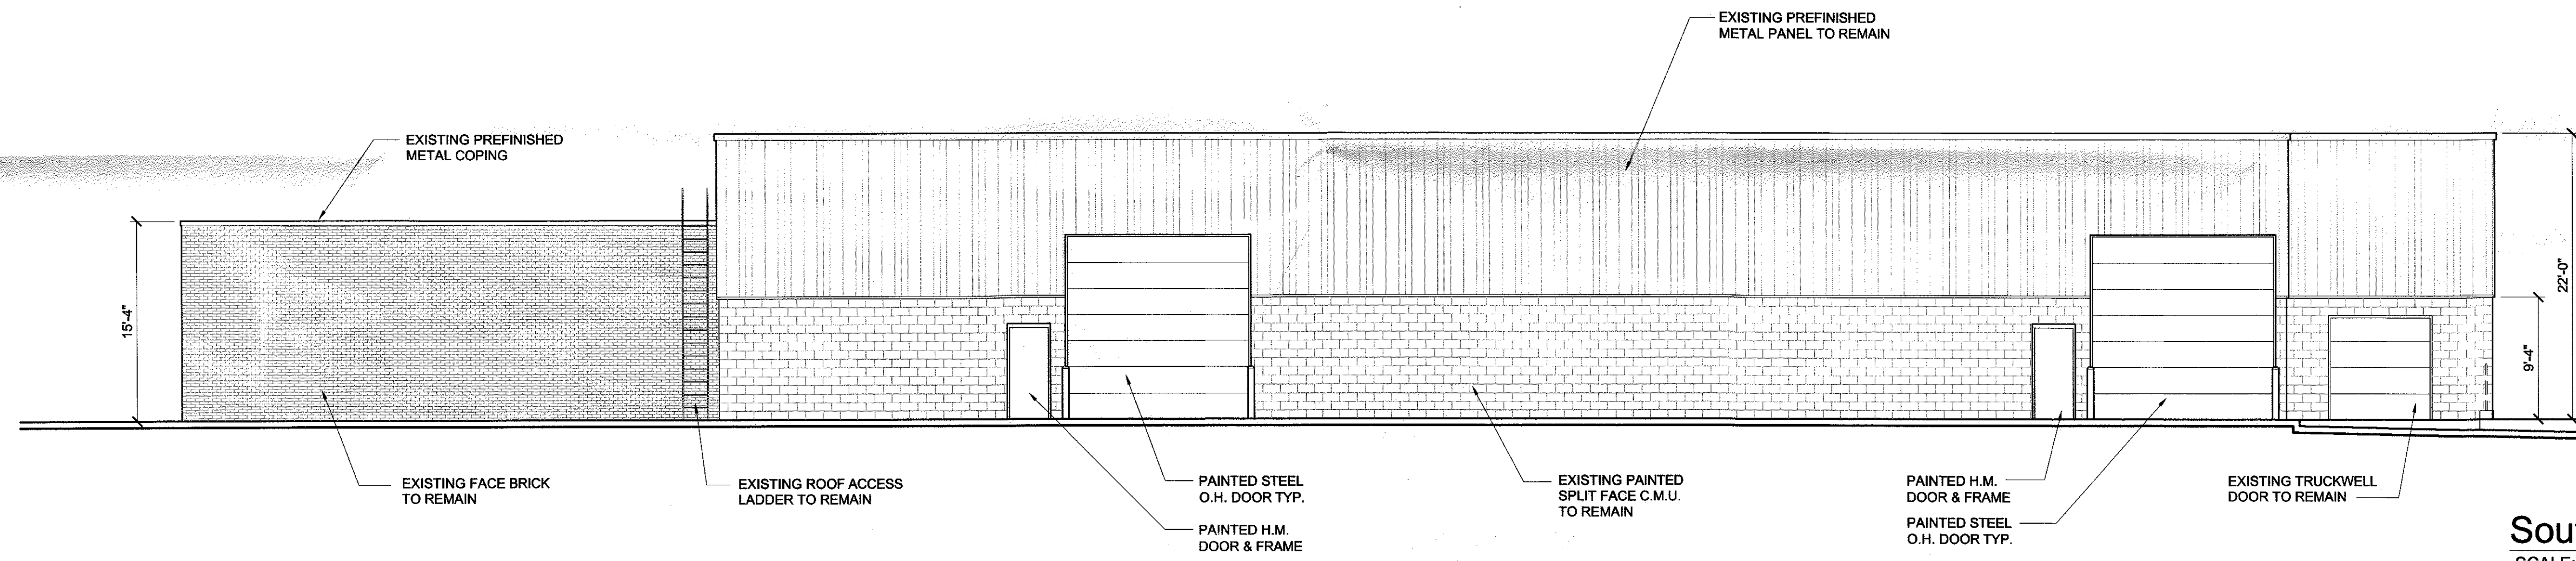 EXISTING PREFINISHED
METAL PANEL TO REMAIN
EXISTING PREFINISHED
METAL COPING
15'-4"
22'-0"
9'-4"
EXISTING FACE BRICK
TO REMAIN
EXISTING ROOF ACCESS
LADDER TO REMAIN
PAINTED STEEL
O.H. DOOR TYP.
PAINTED H.M.
DOOR & FRAME
EXISTING PAINTED
SPLIT FACE C.M.U.
TO REMAIN
PAINTED H.M.
DOOR & FRAME
PAINTED STEEL
O.H. DOOR TYP.
EXISTING TRUCKWELL
DOOR TO REMAIN